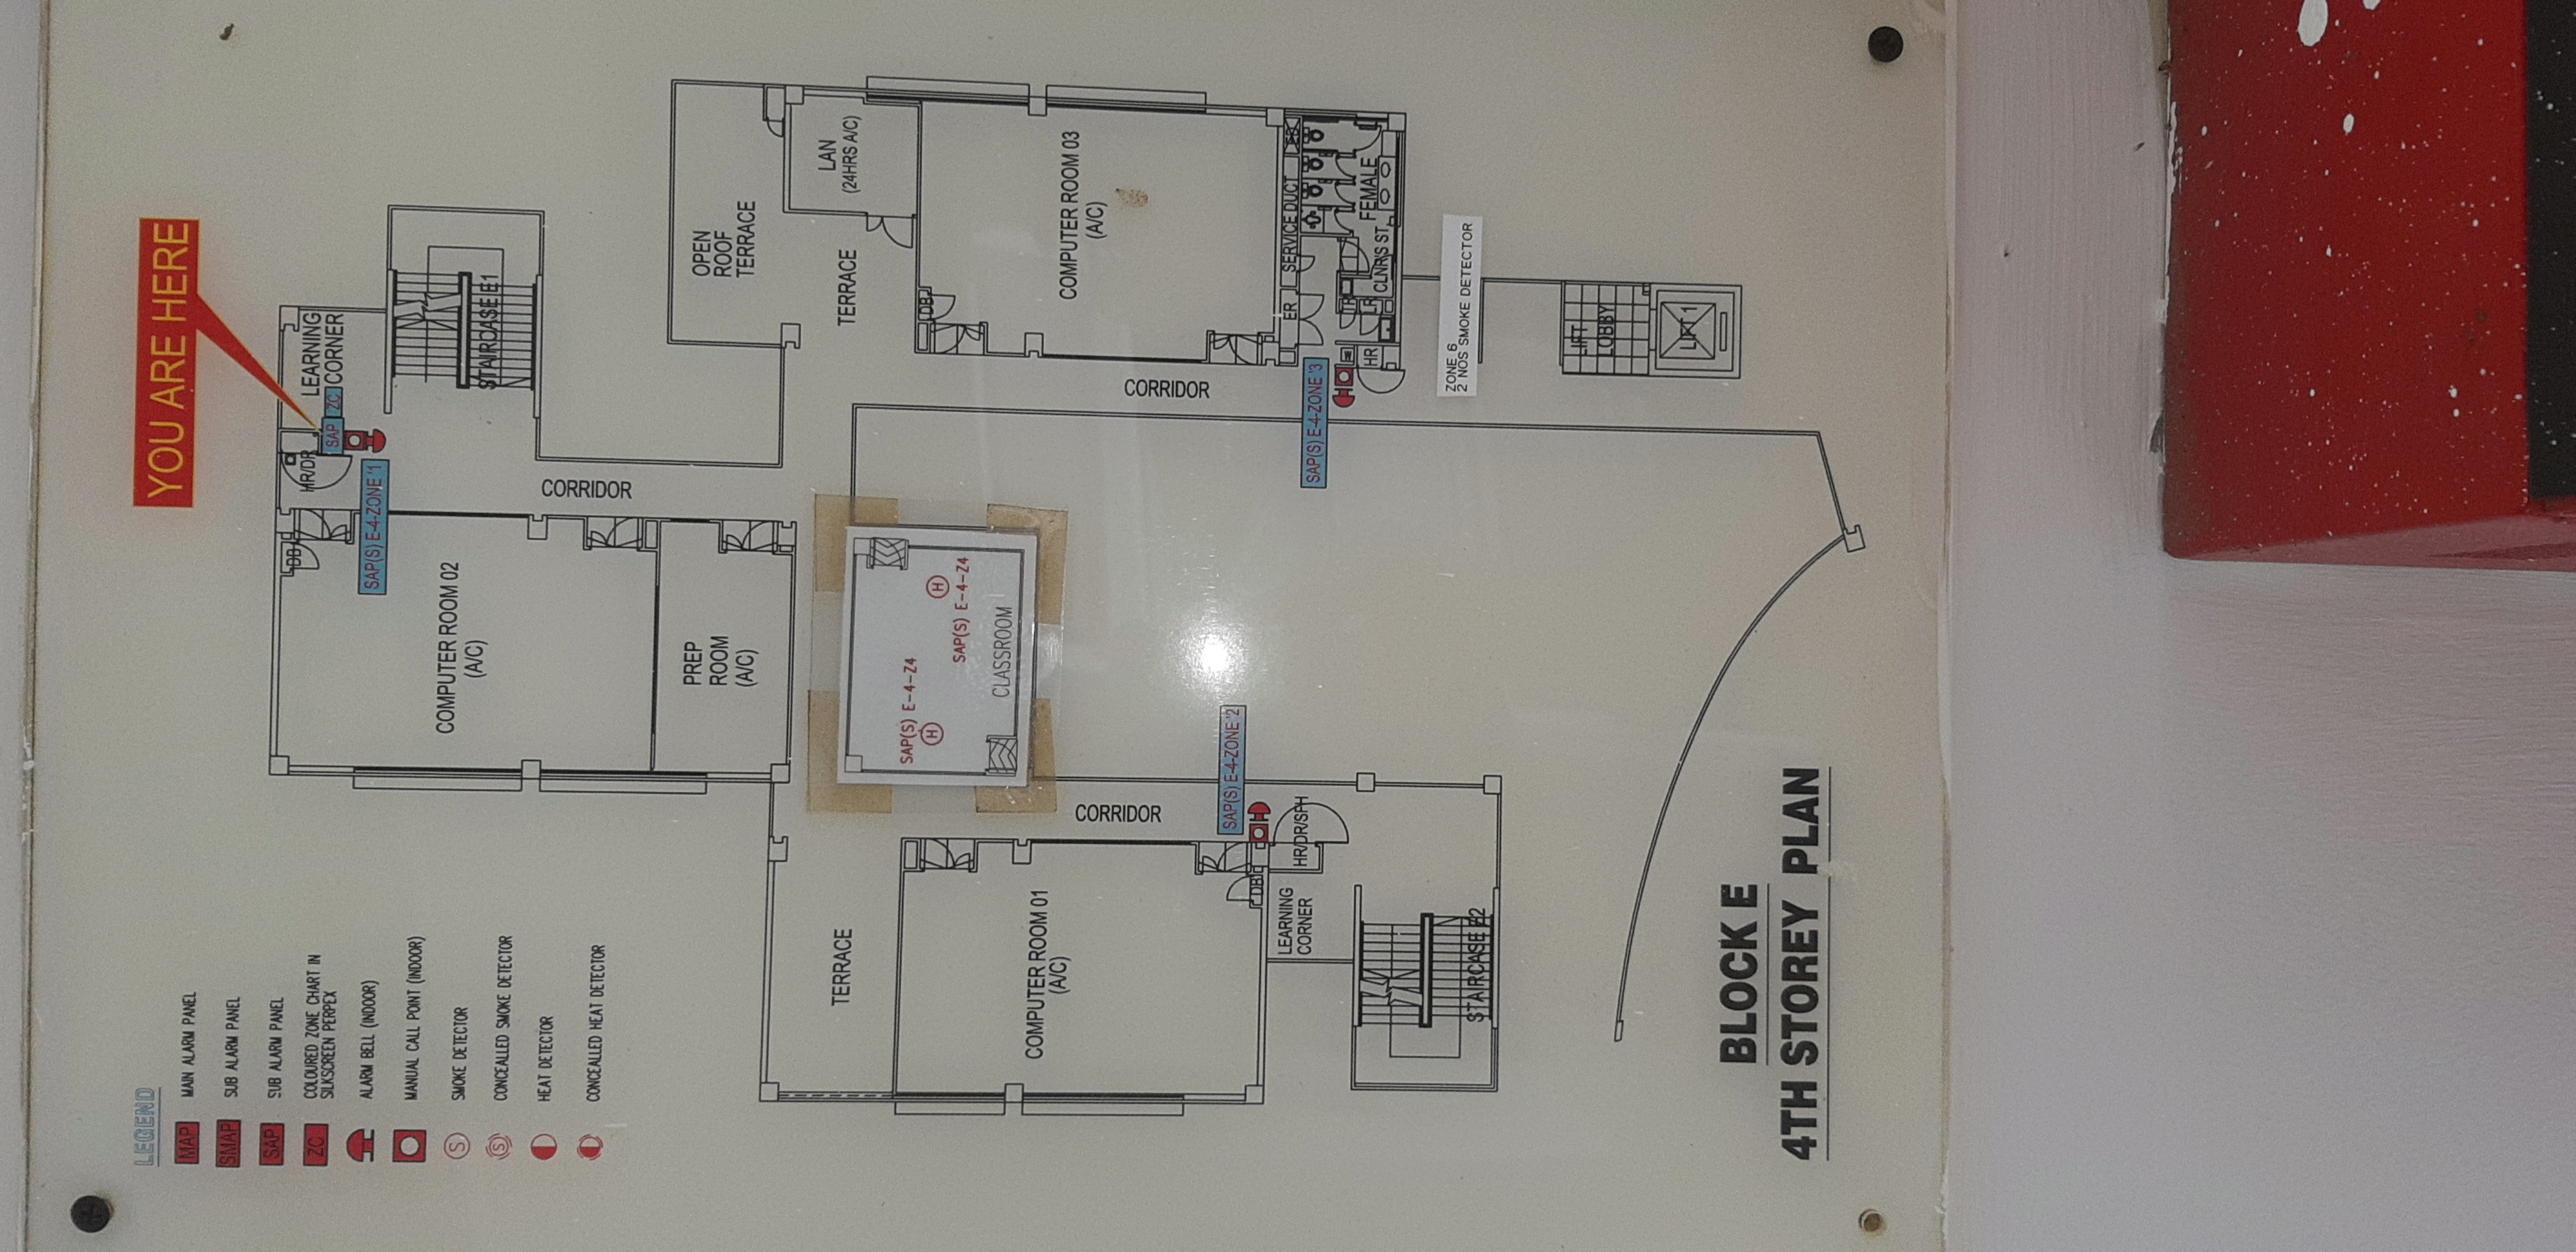 LEGEND
MAP MAIN ALARM PANEL
SMAP SUB ALARM PANEL
SAP SUB ALARM PANEL
ZC COLOURED ZONE CHART IN
SILKSCREEN PERPEX
ALARM BELL (INDOOR)
MANUAL CALL POINT (INDOOR)
S SMOKE DETECTOR
S CONCEALLED SMOKE DETECTOR
HEAT DETECTOR
CONCEALLED HEAT DETECTOR
YOU ARE HERE
DB
HR/DR
LEARNING
CORNER
SAP ZC
SAP(S) E-4-ZONE '1
COMPUTER ROOM 02
(A/C)
STAIRCASE E1
CORRIDOR
PREP
ROOM
(A/C)
OPEN
ROOF
TERRACE
TERRACE
TERRACE
LAN
(24HRS A/C)
SAP(S) E-4-Z4
H
H
SAP(S) E-4-Z4
CLASSROOM
DB
COMPUTER ROOM 01
(A/C)
COMPUTER ROOM 03
(A/C)
CORRIDOR
CORRIDOR
SAP(S) E-4-ZONE '2
DB
LEARNING
CORNER
HR/DR/SFH
ER
SERVICE DUCT
SAP(S) E-4-ZONE '3
HR
LR
CLNR'S ST.
FEMALE
ZONE 6
2 NOS SMOKE DETECTOR
STAIRCASE E2
LIFT
LOBBY
LIFT 1
BLOCK E
4TH STOREY PLAN